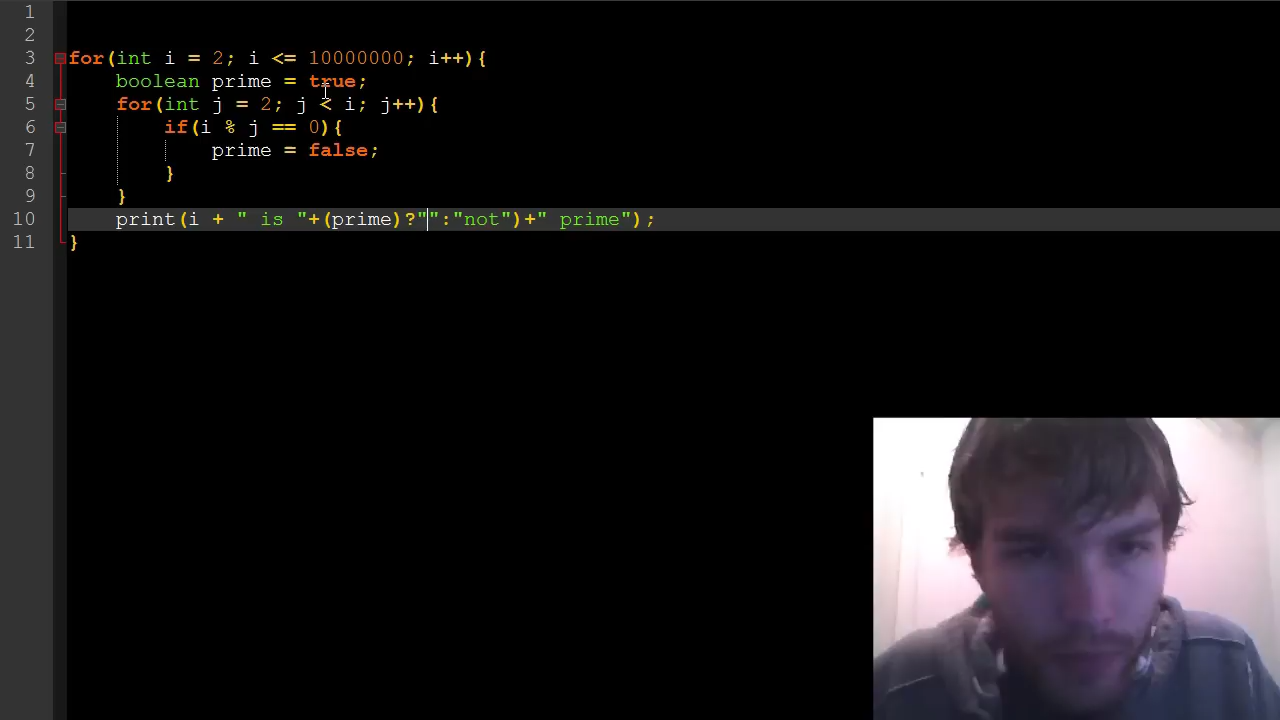 1
2
3 for(int i = 2; i <= 10000000; i++){
4 boolean prime = true;
5 for(int j = 2; j < i; j++){
6 if(i % j == 0){
7 prime = false;
8 }
9 }
10 print(i + " is "+(prime)?"":"not")+" prime");
11 }